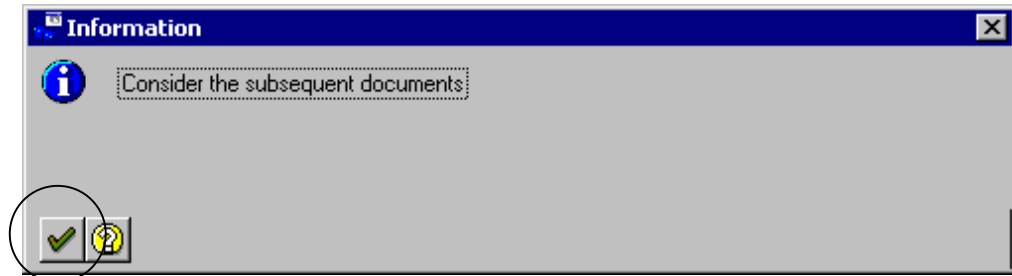 Information
Consider the subsequent documents